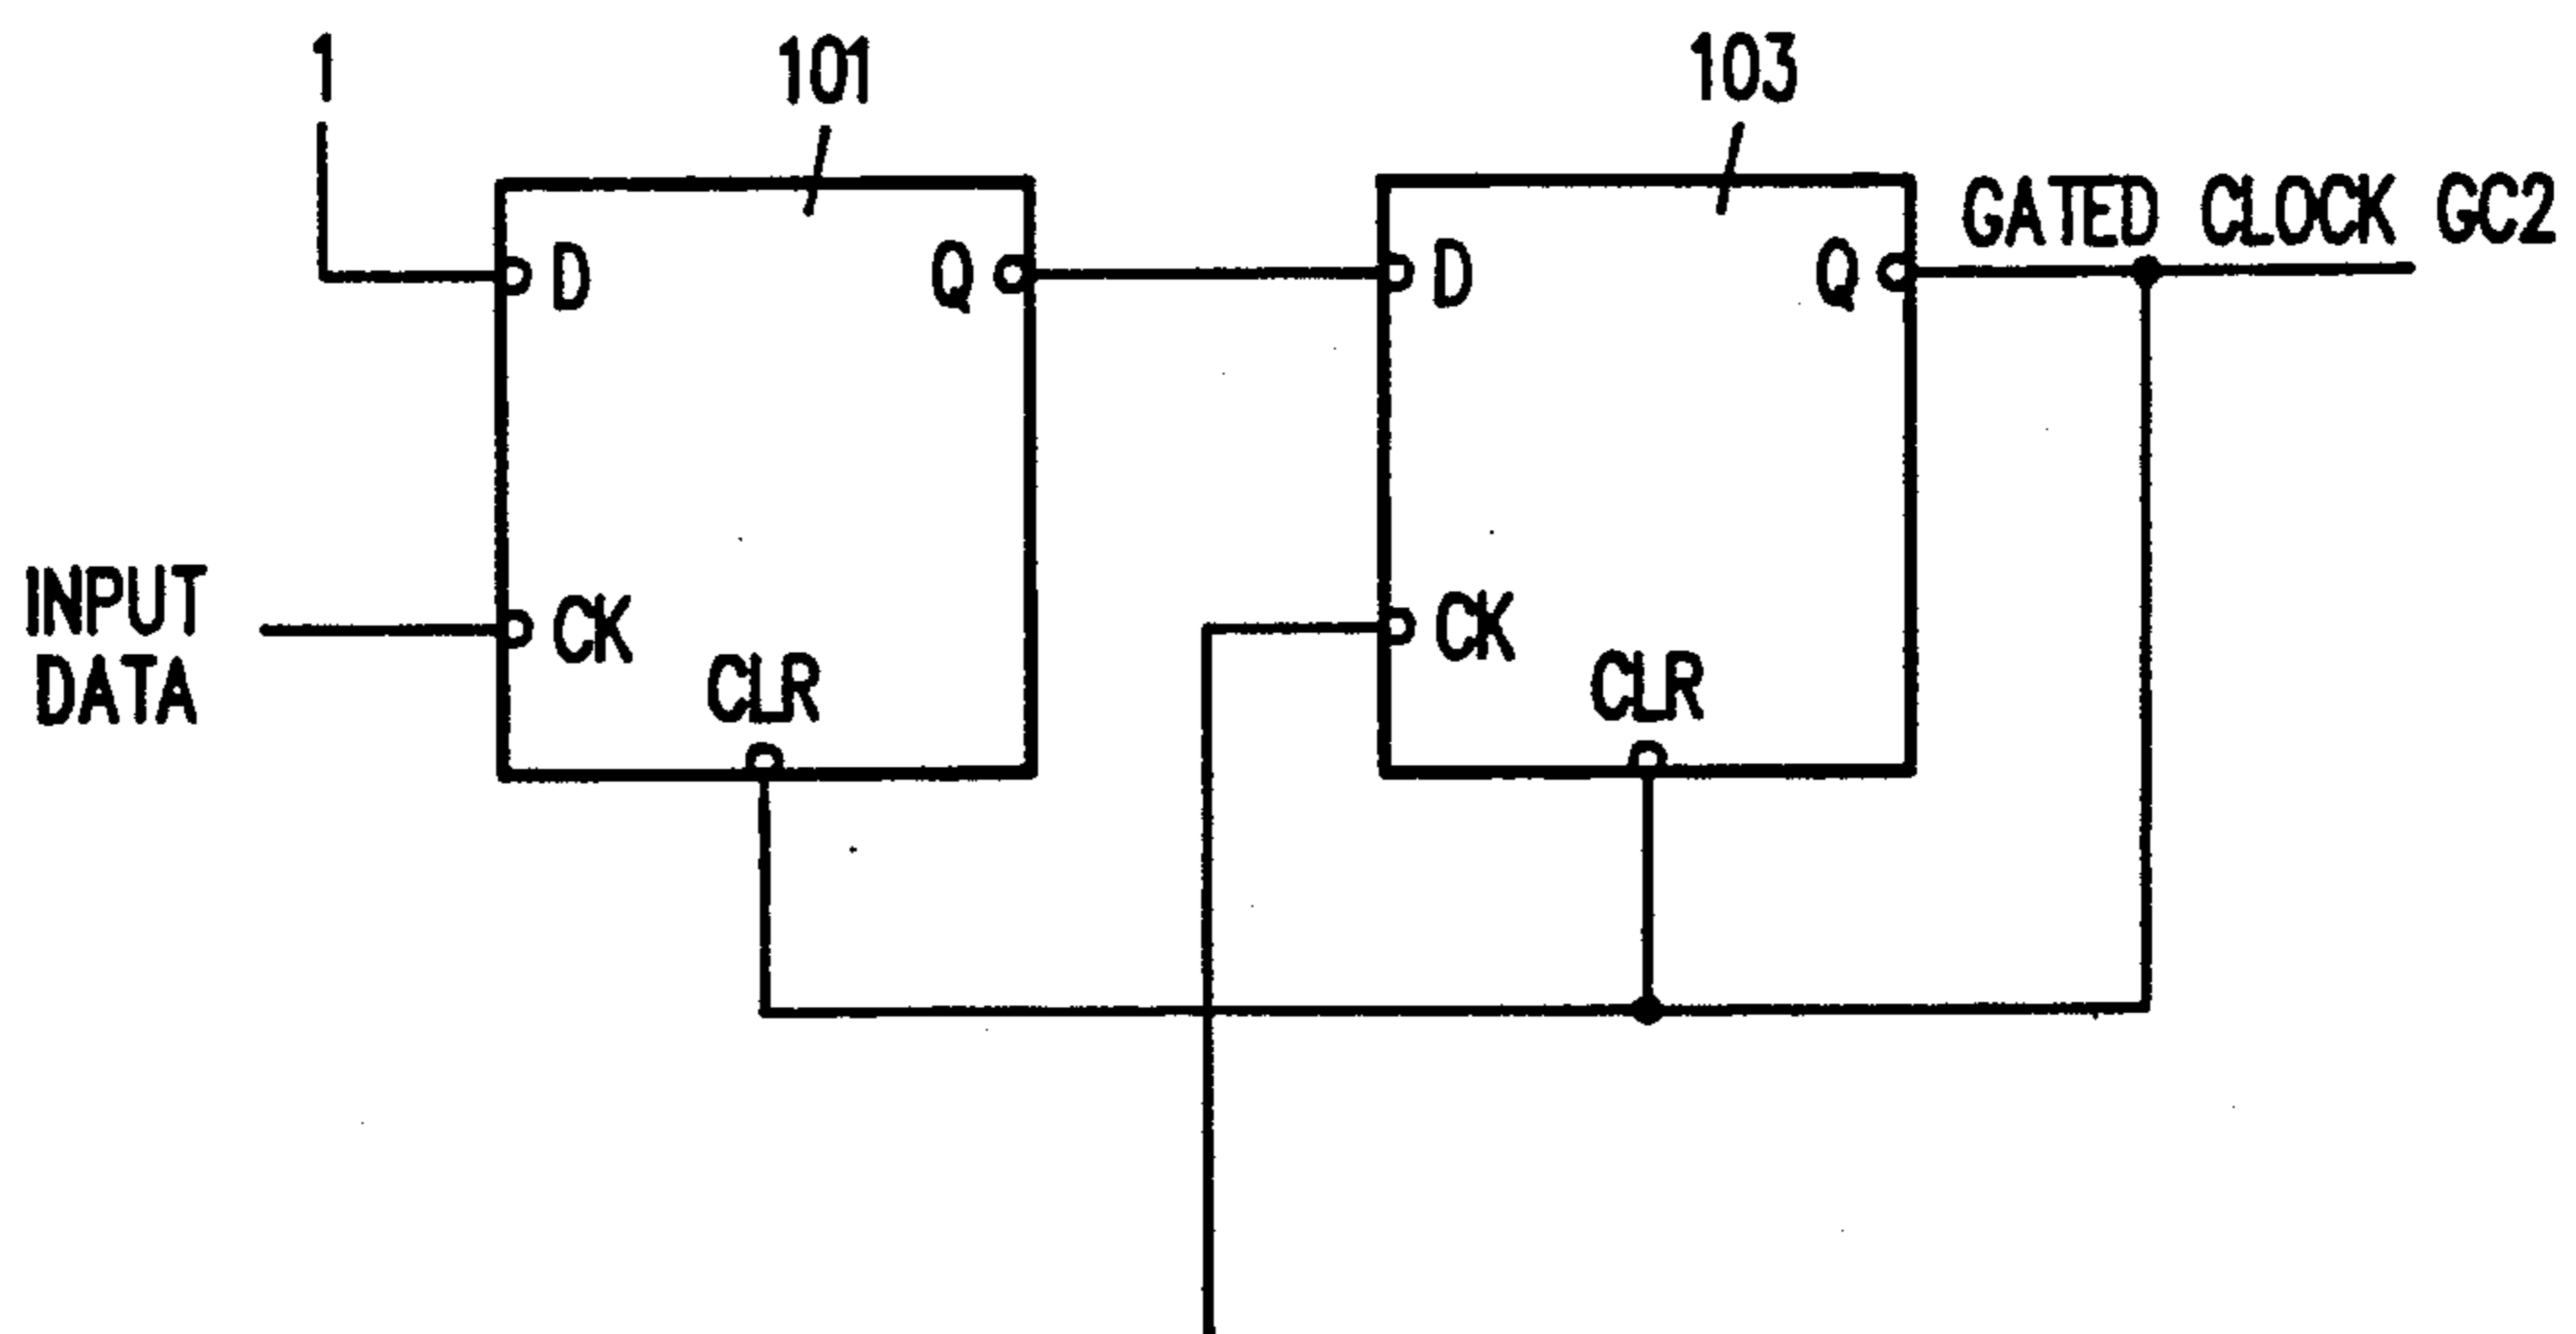 1
101
103
D
Q
D
Q
GATED CLOCK GC2
INPUT
DATA
CK
CLR
CK
CLR